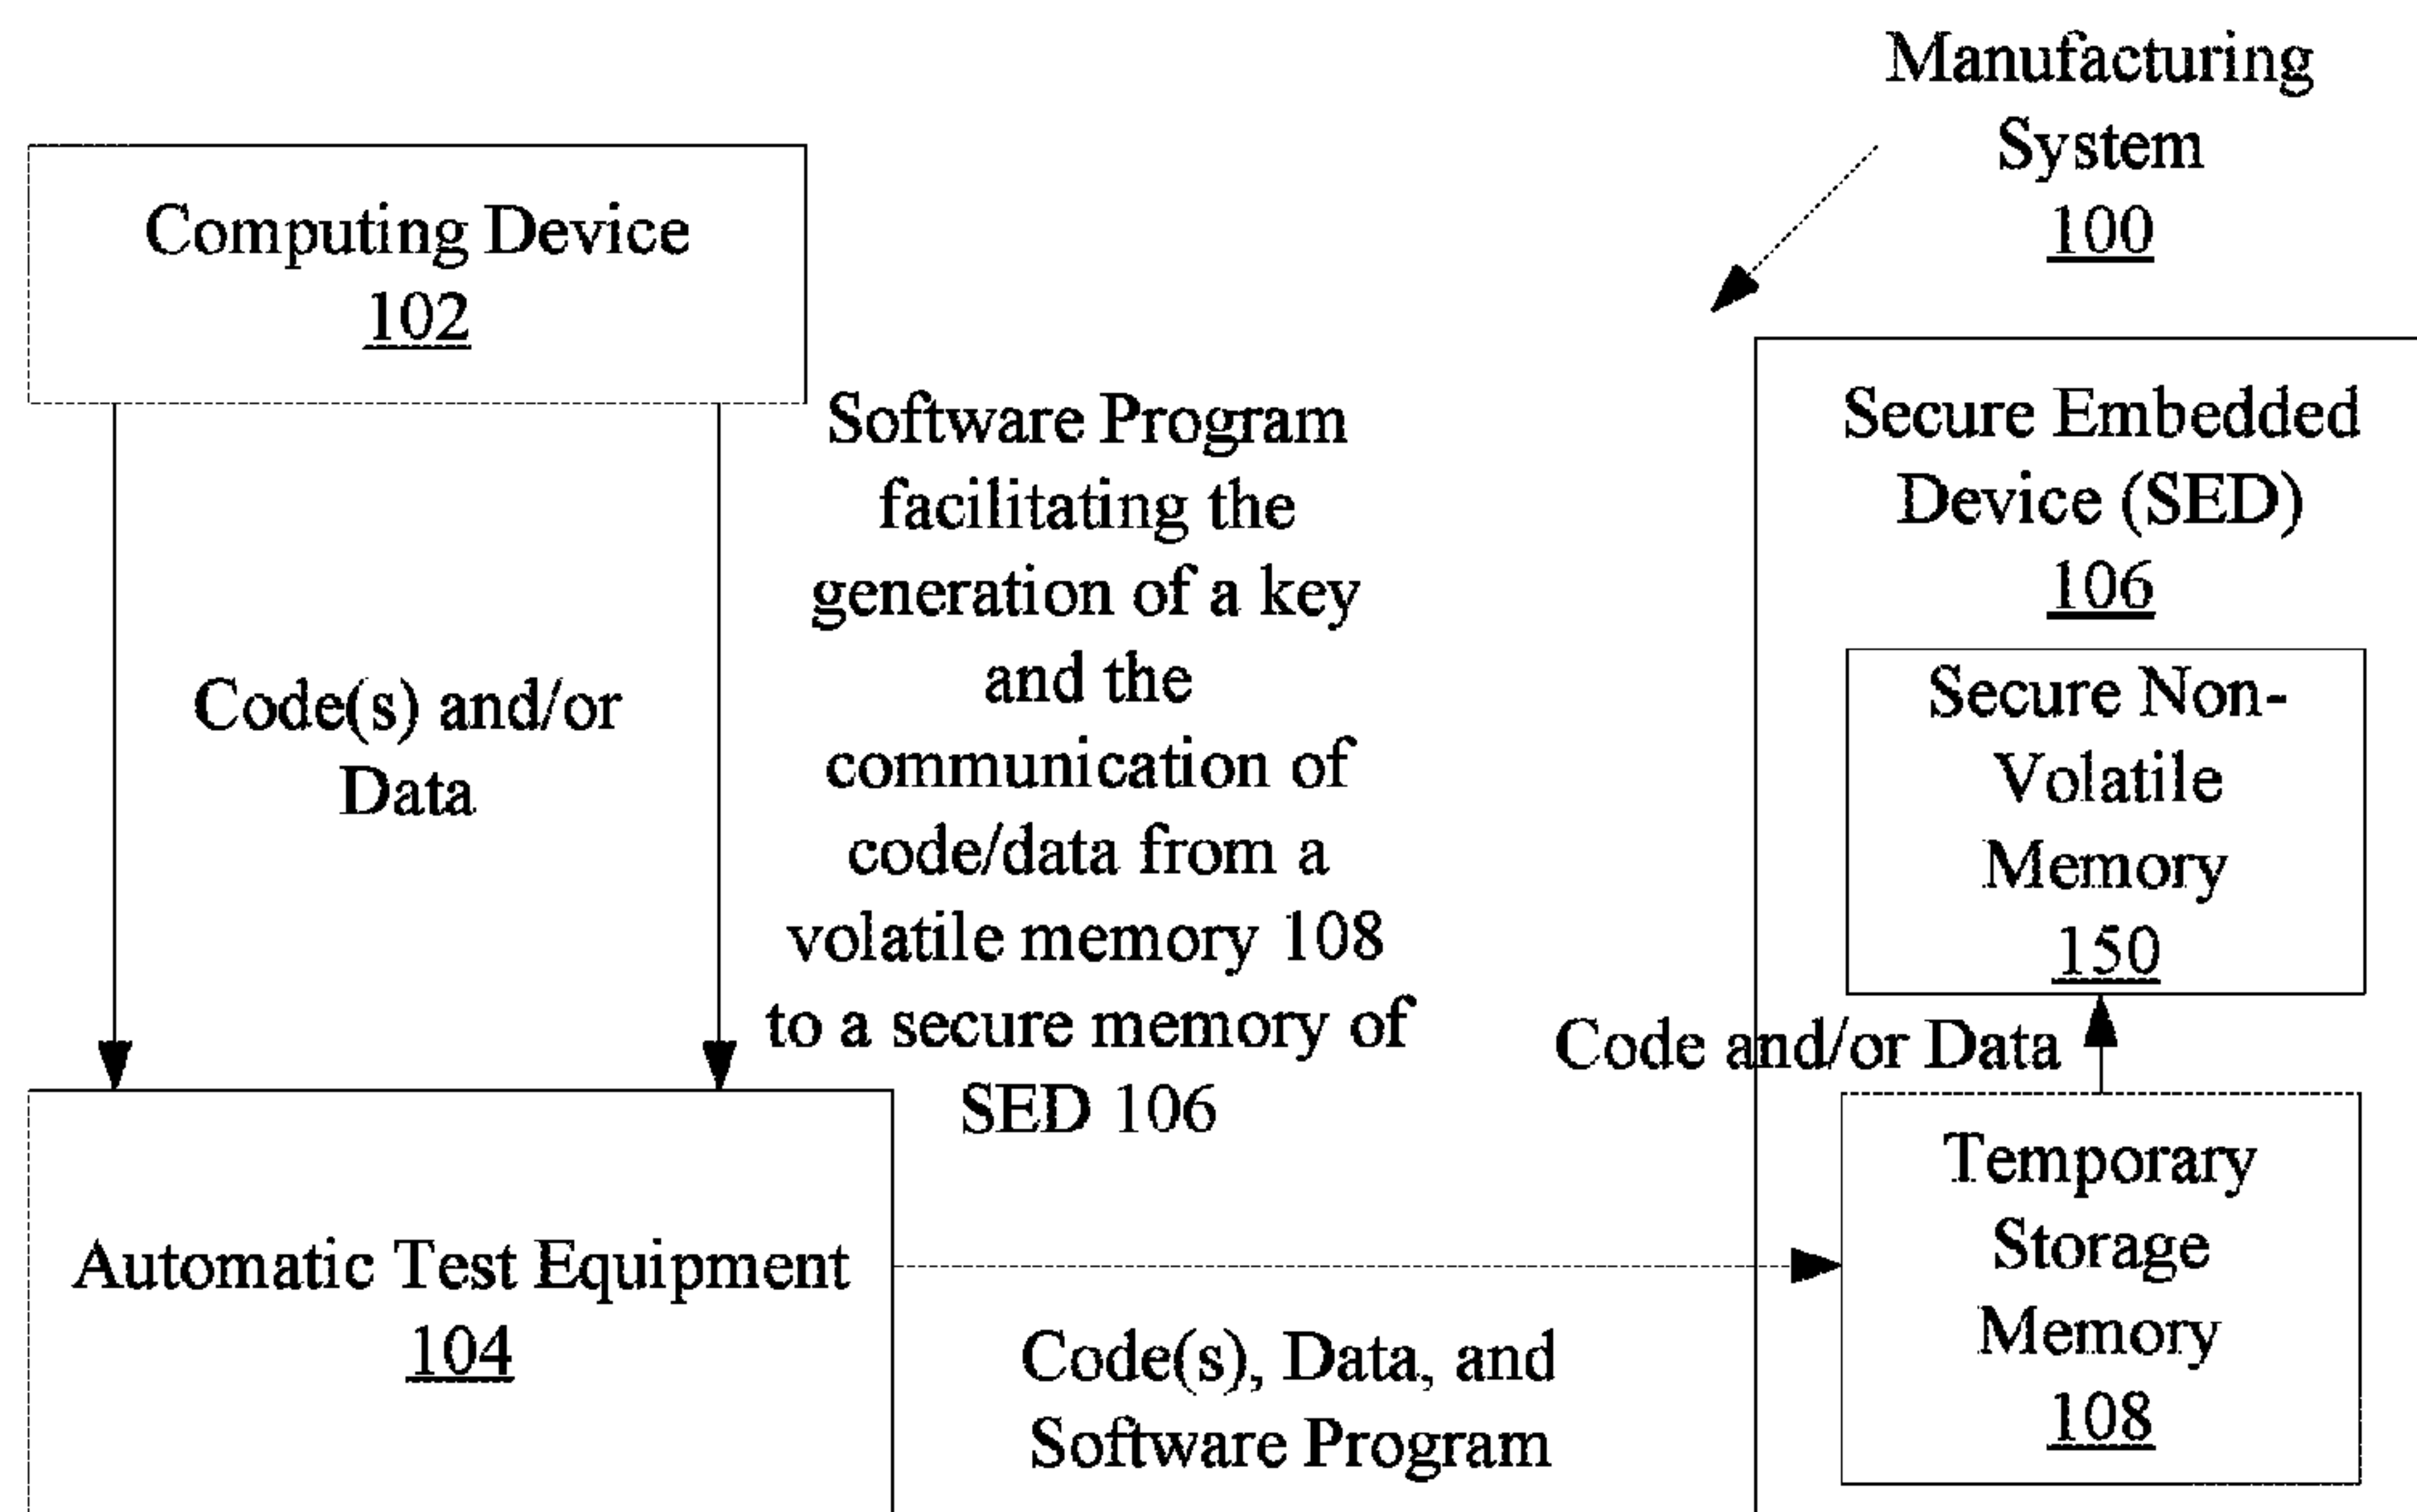 Manufacturing
System
100
Computing Device
102
Code(s) and/or
Data
Software Program
facilitating the
generation of a key
and the
communication of
code/data from a
volatile memory 108
to a secure memory of
SED 106
Secure Embedded
Device (SED)
106
Secure Non-
Volatile
Memory
150
Code and/or Data
Temporary
Storage
Memory
108
Automatic Test Equipment
104
Code(s), Data, and
Software Program